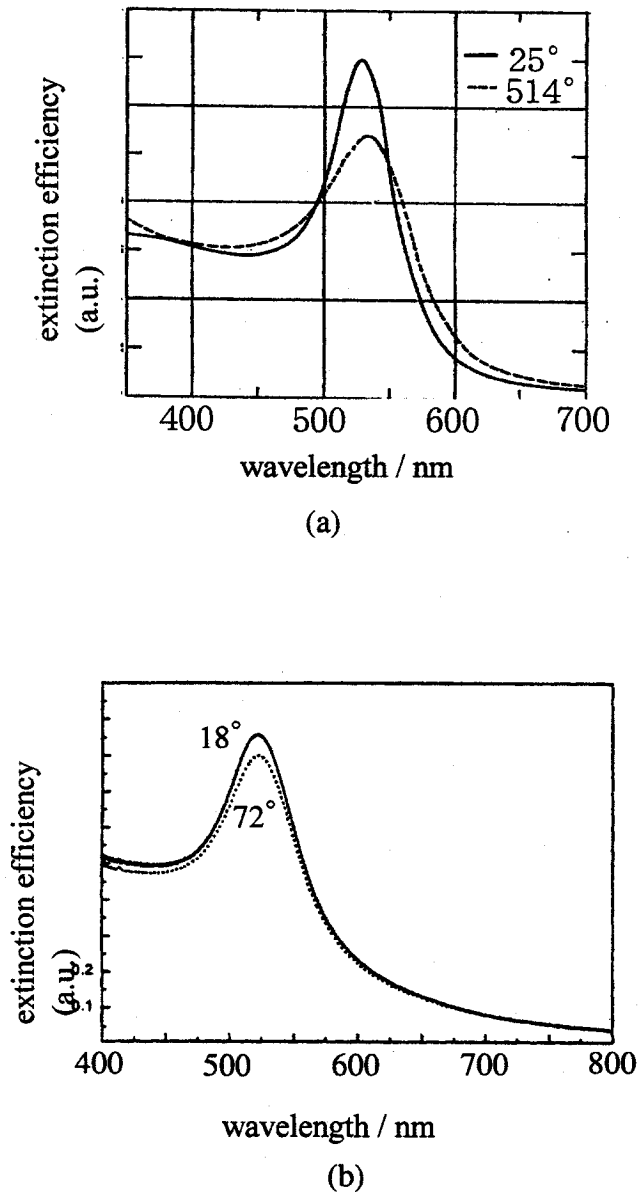 25°
514°
extinction efficiency
(a.u.)
400 500 600 700
wavelength / nm
(a)
18°
72°
extinction efficiency
(a.u.)
0.2
0.1
400 500 600 700 800
wavelength / nm
(b)